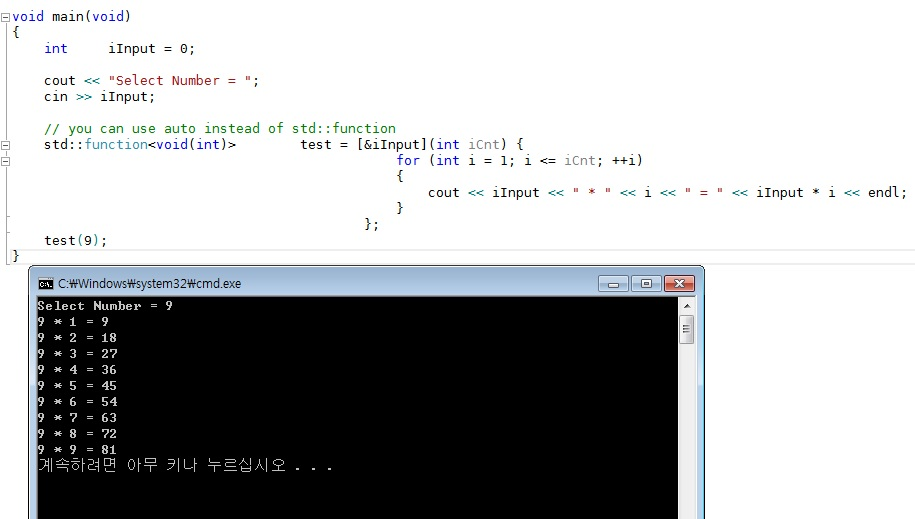 void main(void)
{
int iInput = 0;
cout << "Select Number = ";
cin >> iInput;
// you can use auto instead of std::function
std::function<void(int)> test = [&iInput](int iCnt) {
for (int i = 1; i <= iCnt; ++i)
{
cout << iInput << " * " << i << " = " << iInput * i << endl;
}
};
test(9);
}
C:₩Windows₩system32₩cmd.exe
Select Number = 9
9 * 1 = 9
9 * 2 = 18
9 * 3 = 27
9 * 4 = 36
9 * 5 = 45
9 * 6 = 54
9 * 7 = 63
9 * 8 = 72
9 * 9 = 81
계속하려면 아무 키나 누르십시오 . . .